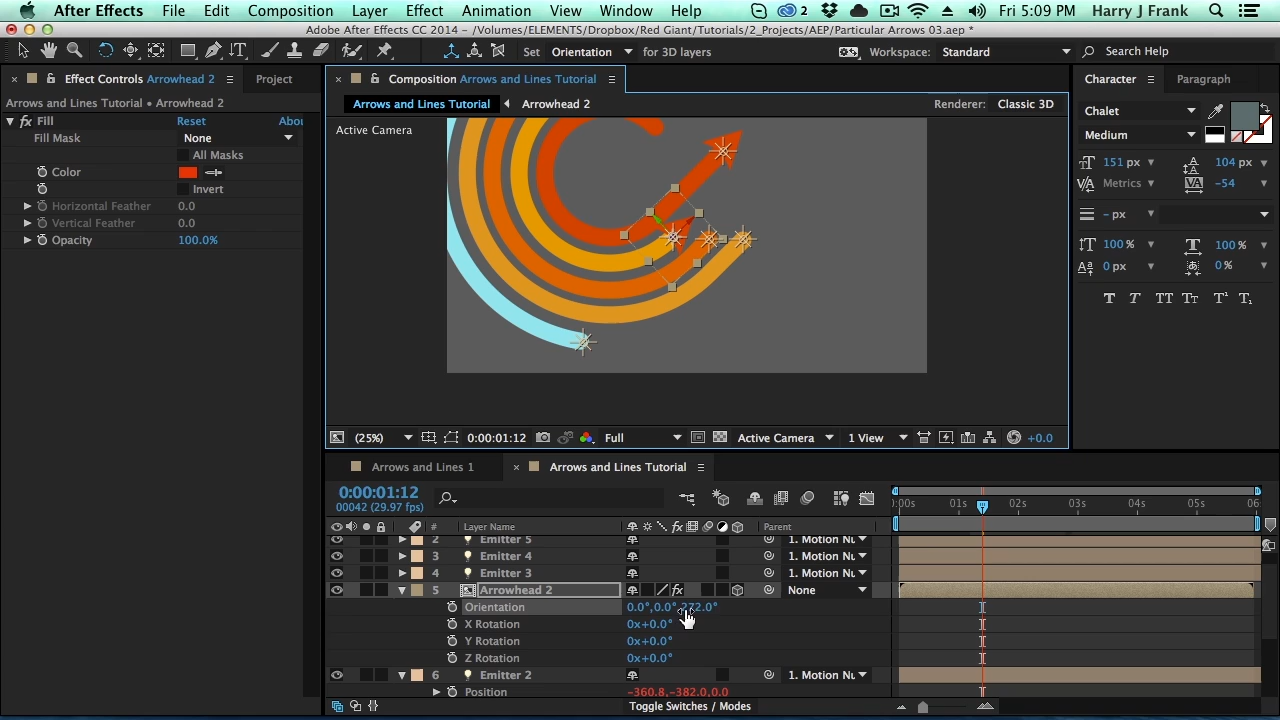 After Effects File Edit Composition Layer Effect Animation View Window Help 2 Fri 5:09 PM Harry J Frank
Adobe After Effects CC 2014 - /Volumes/ELEMENTS/Dropbox/Red Giant/Tutorials/2_Projects/AEP/Particular Arrows 03.aep *
Set Orientation for 3D layers Workspace: Standard Search Help
Effect Controls Arrowhead 2 Project
Composition Arrows and Lines Tutorial
Character Paragraph
Arrows and Lines Tutorial • Arrowhead 2
Arrows and Lines Tutorial Arrowhead 2 Renderer: Classic 3D
Chalet
Medium
fx Fill Reset Abou
Fill Mask None
All Masks
Color
Invert
Horizontal Feather 0.0
Vertical Feather 0.0
Opacity 100.0%
Active Camera
151 px 104 px
Metrics -54
- px
100 % 100 %
0 px 0 %
T T TT Tr T¹ T₁
(25%) 0:00:01:12 Full Active Camera 1 View +0.0
Arrows and Lines 1 Arrows and Lines Tutorial
0:00:01:12
00042 (29.97 fps)
:00s 01s 02s 03s 04s 05s 06
# Layer Name fx Parent
2 Emitter 5 1. Motion Nu
3 Emitter 4 1. Motion Nu
4 Emitter 3 1. Motion Nu
5 Arrowhead 2 fx None
Orientation 0.0°,0.0°,272.0°
X Rotation 0x+0.0°
Y Rotation 0x+0.0°
Z Rotation 0x+0.0°
6 Emitter 2 1. Motion Nu
Position -360.8,-382.0,0.0
Toggle Switches / Modes